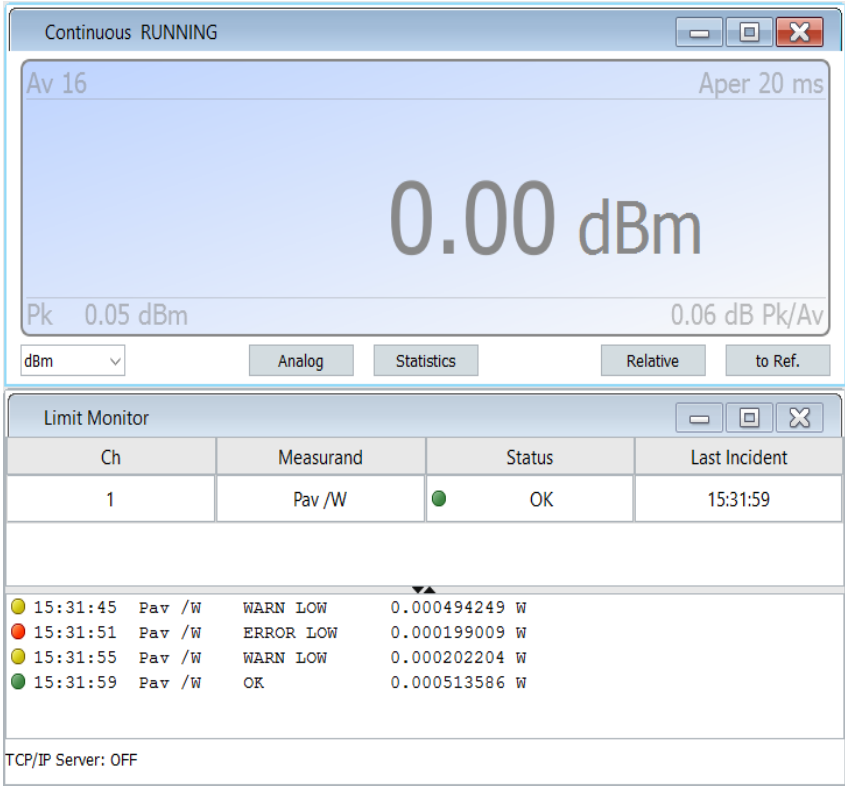 Continuous RUNNING
Av 16 Aper 20 ms
0.00 dBm
Pk 0.05 dBm 0.06 dB Pk/Av
dBm Analog Statistics Relative to Ref.
Limit Monitor
Ch Measurand Status Last Incident
1 Pav /W OK 15:31:59
15:31:45 Pav /W WARN LOW 0.000494249 W
15:31:51 Pav /W ERROR LOW 0.000199009 W
15:31:55 Pav /W WARN LOW 0.000202204 W
15:31:59 Pav /W OK 0.000513586 W
TCP/IP Server: OFF